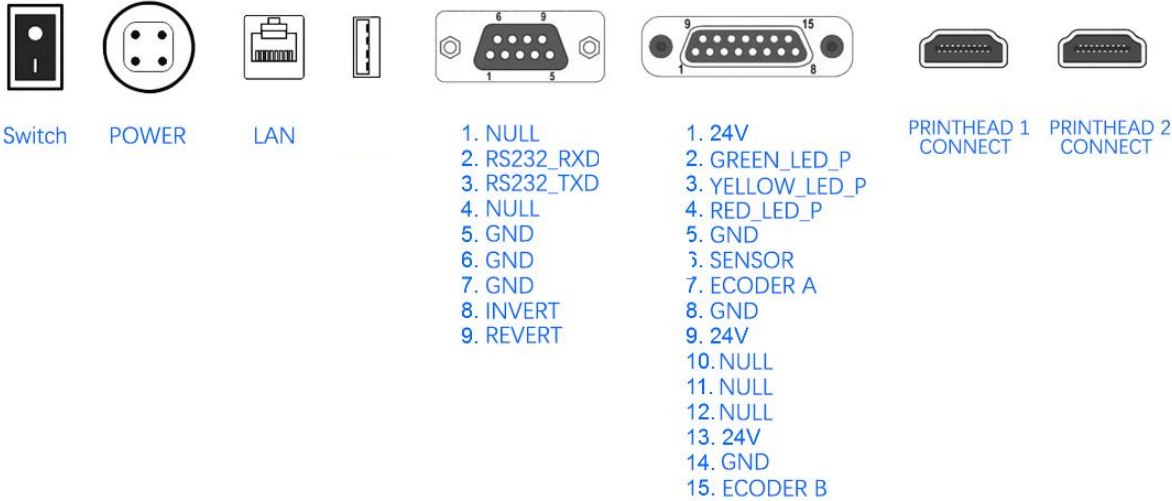 6 9
1 5
9 15
1 8
Switch
POWER
LAN
1. NULL
2. RS232_RXD
3. RS232_TXD
4. NULL
5. GND
6. GND
7. GND
8. INVERT
9. REVERT
1. 24V
2. GREEN_LED_P
3. YELLOW_LED_P
4. RED_LED_P
5. GND
6. SENSOR
7. ECODER A
8. GND
9. 24V
10. NULL
11. NULL
12. NULL
13. 24V
14. GND
15. ECODER B
PRINTHEAD 1
CONNECT
PRINTHEAD 2
CONNECT